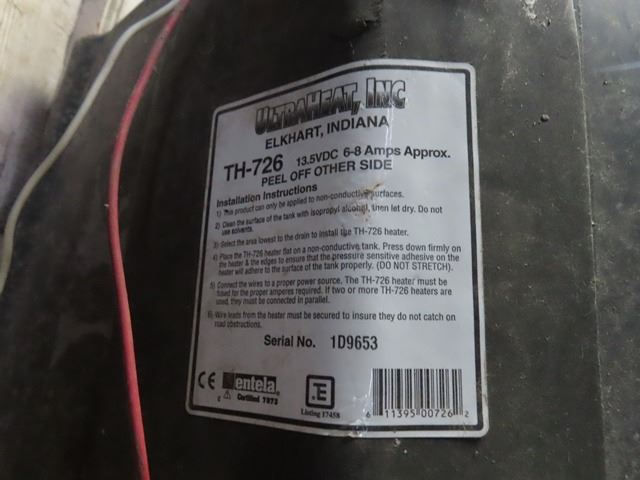 ULTRAHEAT, INC
ELKHART, INDIANA
TH-726 13.5VDC 6-8 Amps Approx.
PEEL OFF OTHER SIDE
Installation Instructions
1) This product can only be applied to non-conductive surfaces.
2) Clean the surface of the tank with isopropyl alcohol, then let dry. Do not
use solvents.
3) Select the area lowest to the drain to install the TH-726 heater.
4) Place the TH-726 heater flat on a non-conductive tank. Press down firmly on
the heater & the edges to ensure that the pressure sensitive adhesive on the
heater will adhere to the surface of the tank properly. (DO NOT STRETCH).
5) Connect the wires to a proper power source. The TH-726 heater must be
fused for the proper amperes required. If two or more TH-726 heaters are
used, they must be connected in parallel.
6) Wire leads from the heater must be secured to insure they do not catch on
road obstructions.
Serial No. 1D9653
CE entela
Certified 7873
E
Listing 17458
6 11395 00726 2